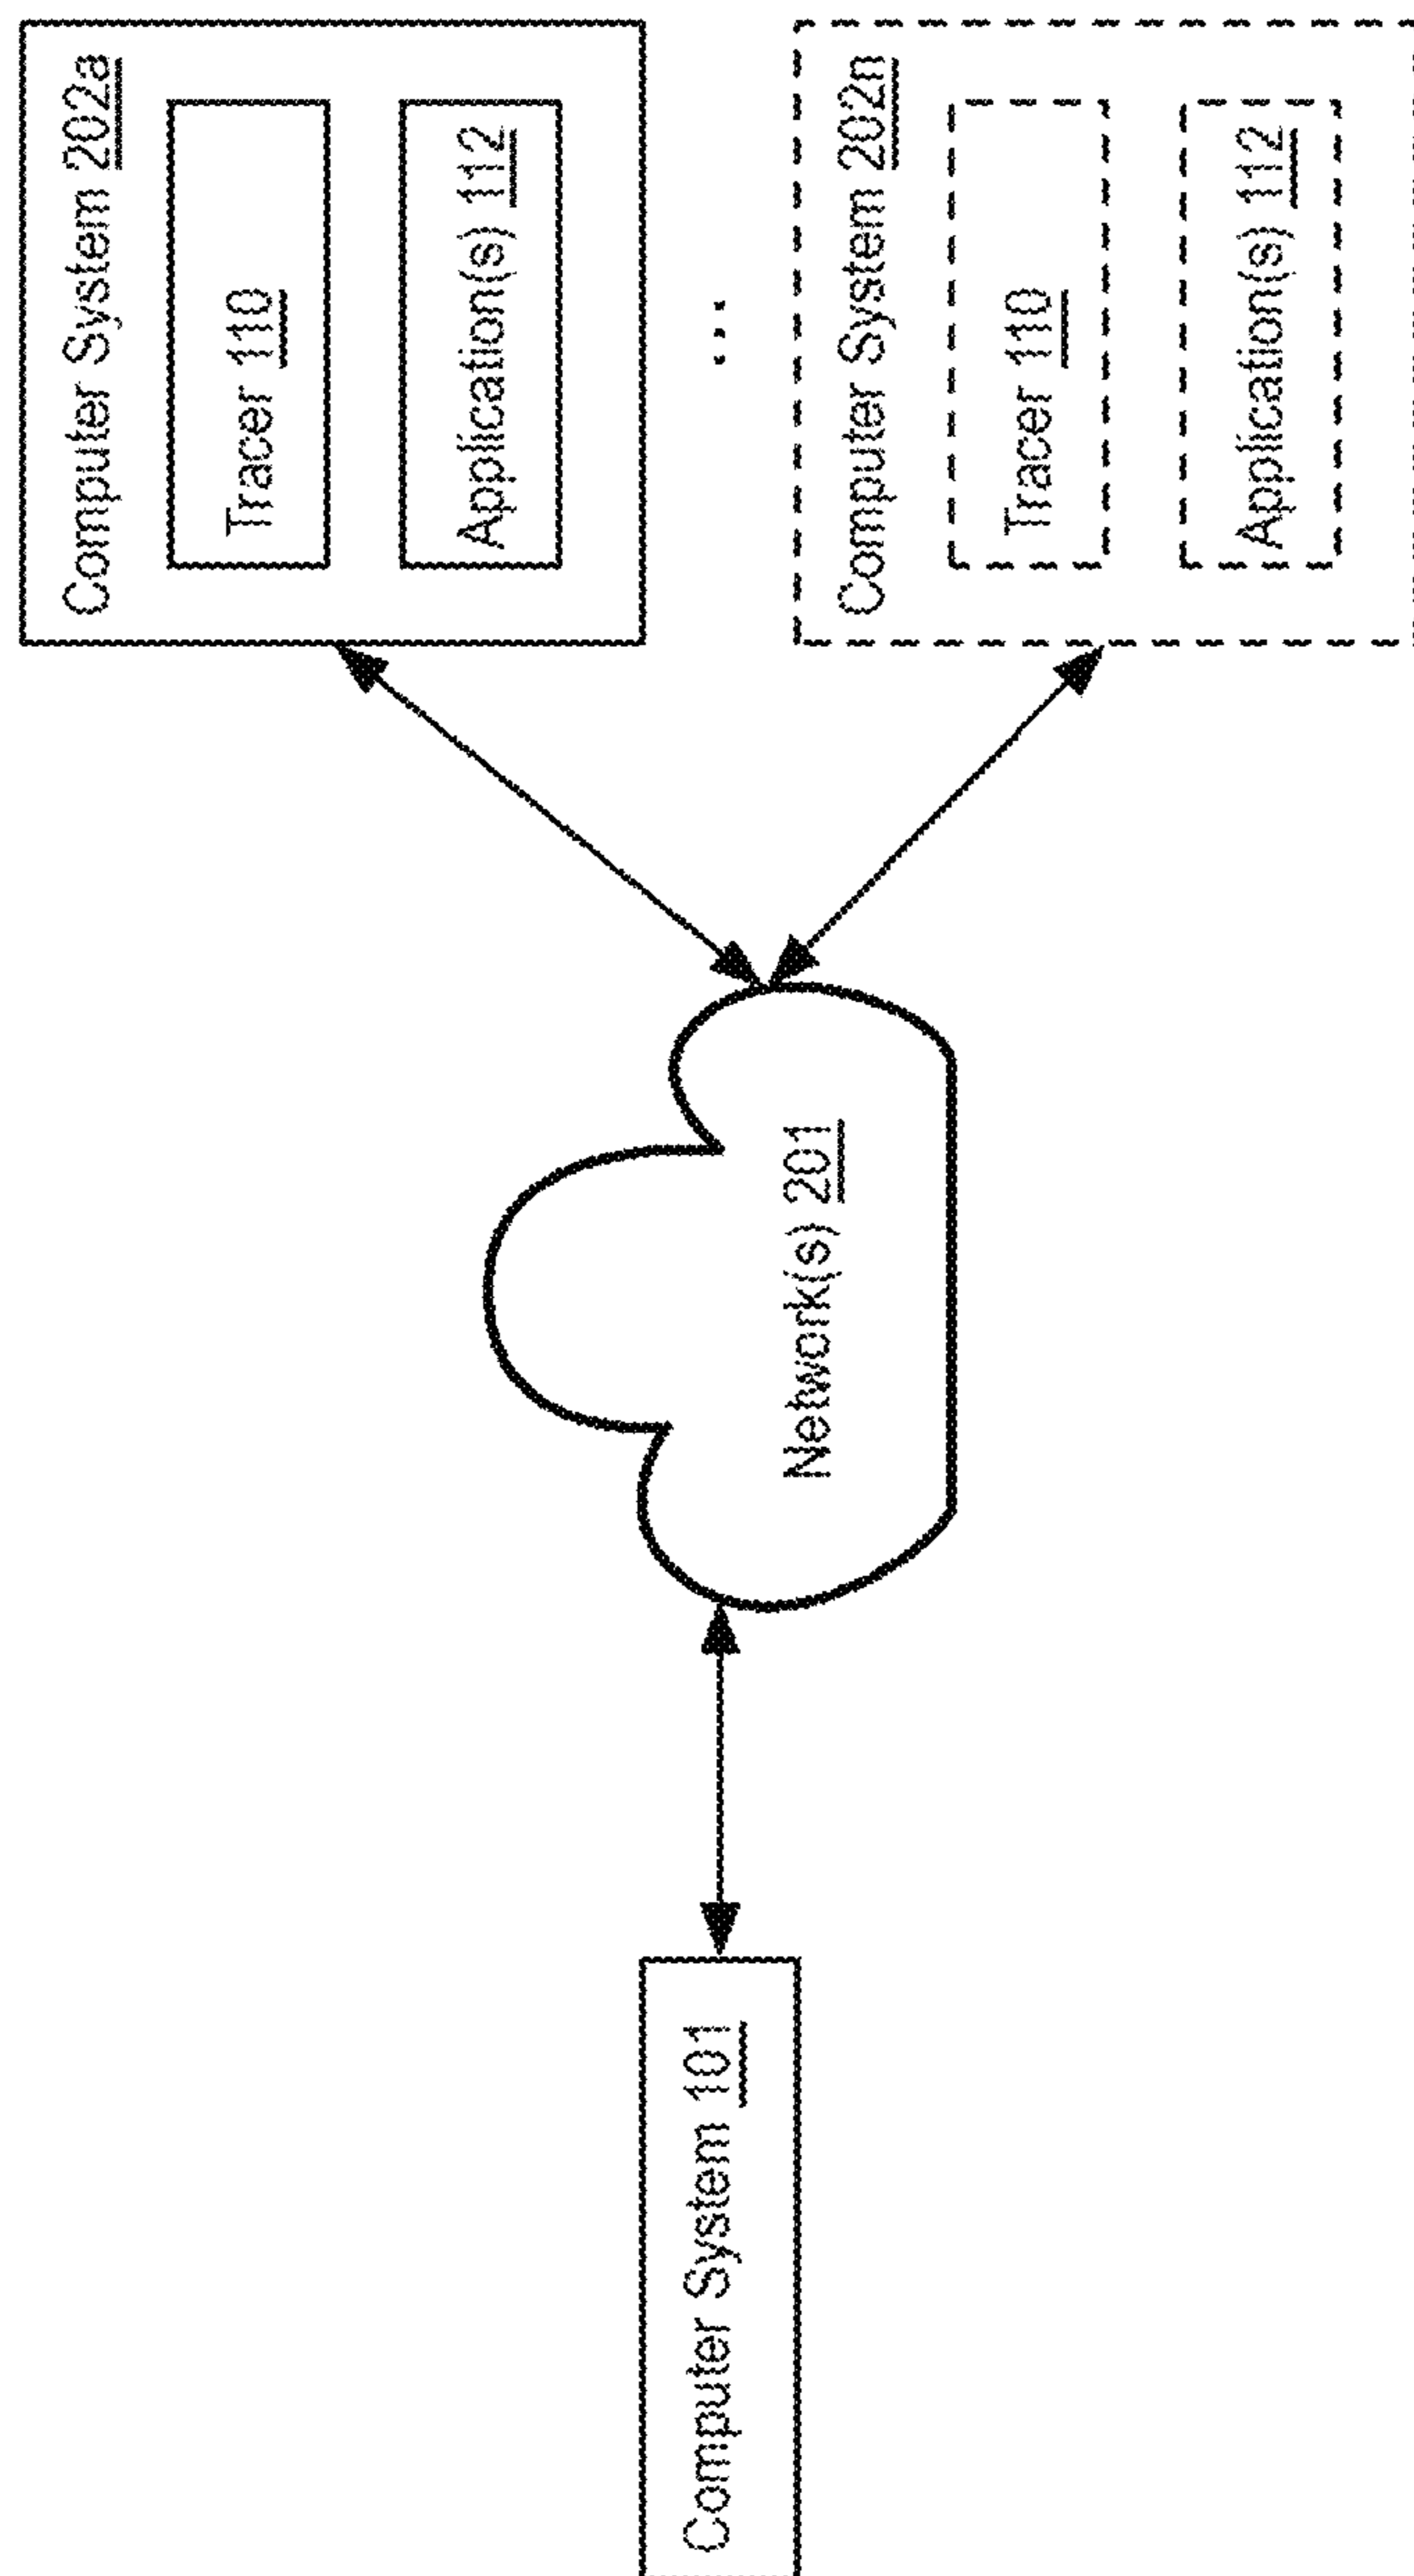 Computer System 101
Network(s) 201
Computer System 202a
Tracer 110
Application(s) 112
...
Computer System 202n
Tracer 110
Application(s) 112